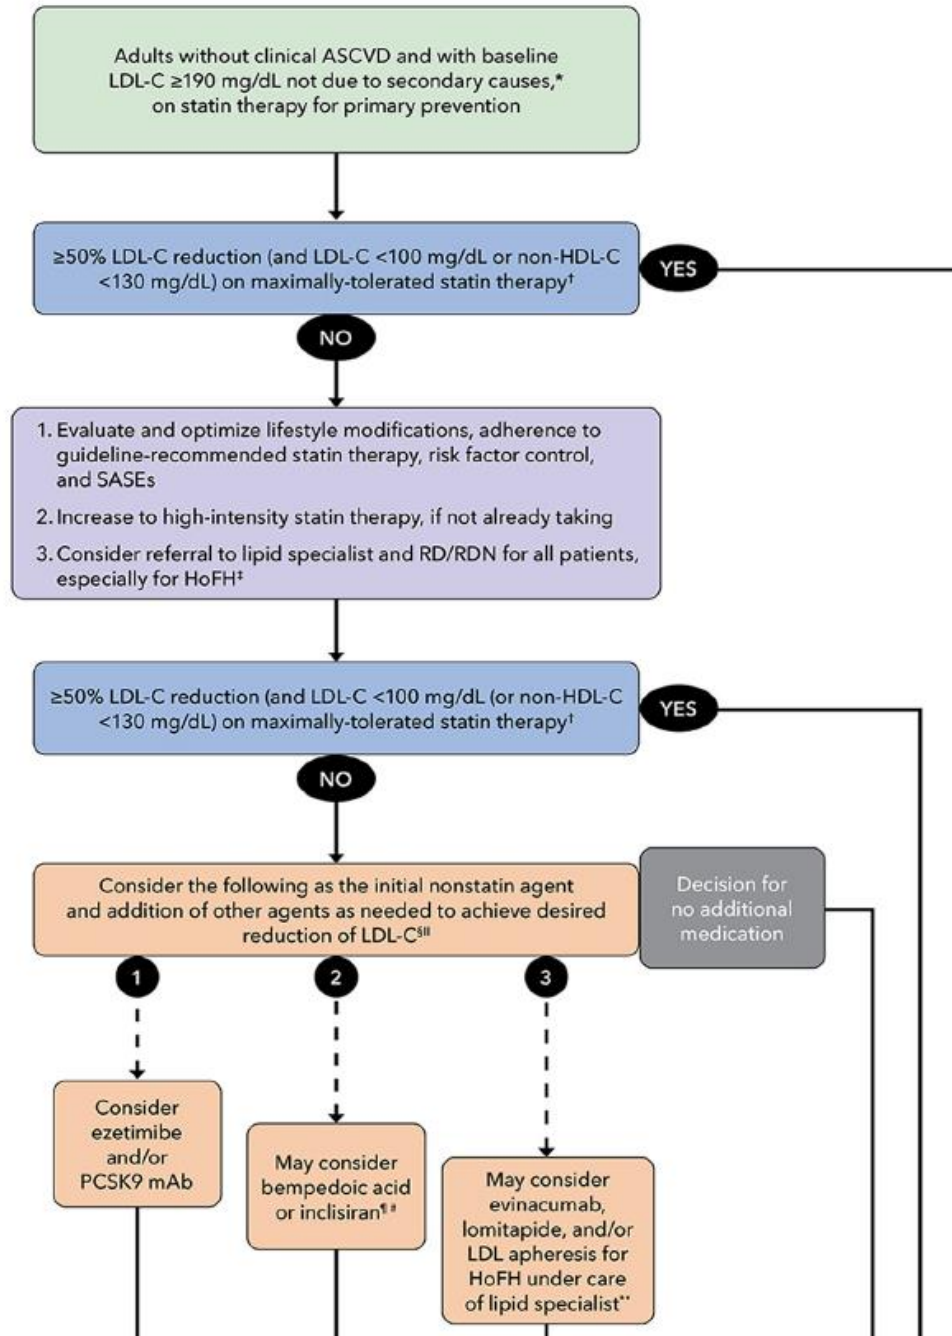 Adults without clinical ASCVD and with baseline
LDL-C ≥190 mg/dL not due to secondary causes,*
on statin therapy for primary prevention
≥50% LDL-C reduction (and LDL-C <100 mg/dL or non-HDL-C
<130 mg/dL) on maximally-tolerated statin therapy†
YES
NO
1. Evaluate and optimize lifestyle modifications, adherence to
guideline-recommended statin therapy, risk factor control,
and SASEs
2. Increase to high-intensity statin therapy, if not already taking
3. Consider referral to lipid specialist and RD/RDN for all patients,
especially for HoFH‡
≥50% LDL-C reduction (and LDL-C <100 mg/dL (or non-HDL-C
<130 mg/dL) on maximally-tolerated statin therapy†
YES
NO
Consider the following as the initial nonstatin agent
and addition of other agents as needed to achieve desired
reduction of LDL-C§||
Decision for
no additional
medication
1
2
3
Consider
ezetimibe
and/or
PCSK9 mAb
May consider
bempedoic acid
or inclisiran¶#
May consider
evinacumab,
lomitapide, and/or
LDL apheresis for
HoFH under care
of lipid specialist**